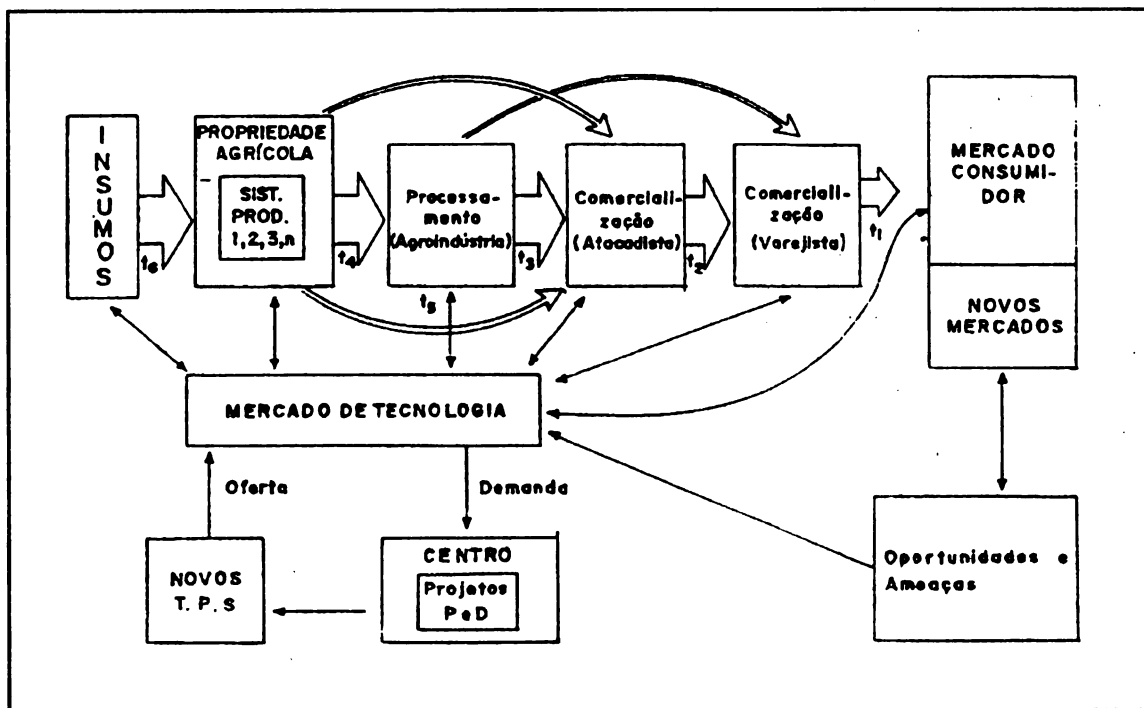 INSUMOS
t6
PROPRIEDADE
AGRÍCOLA
SIST.
PROD.
1,2,3,n
t4
Processa-
mento
(Agroindústria)
t3
t5
Comerciali-
zação
(Atacadista)
t2
Comerciali-
zação
(Varejista)
t1
MERCADO
CONSUMI-
DOR
NOVOS
MERCADOS
MERCADO DE TECNOLOGIA
Oferta
Demanda
NOVOS
T. P. S
CENTRO
Projetos
P e D
Oportunidades e
Ameaças